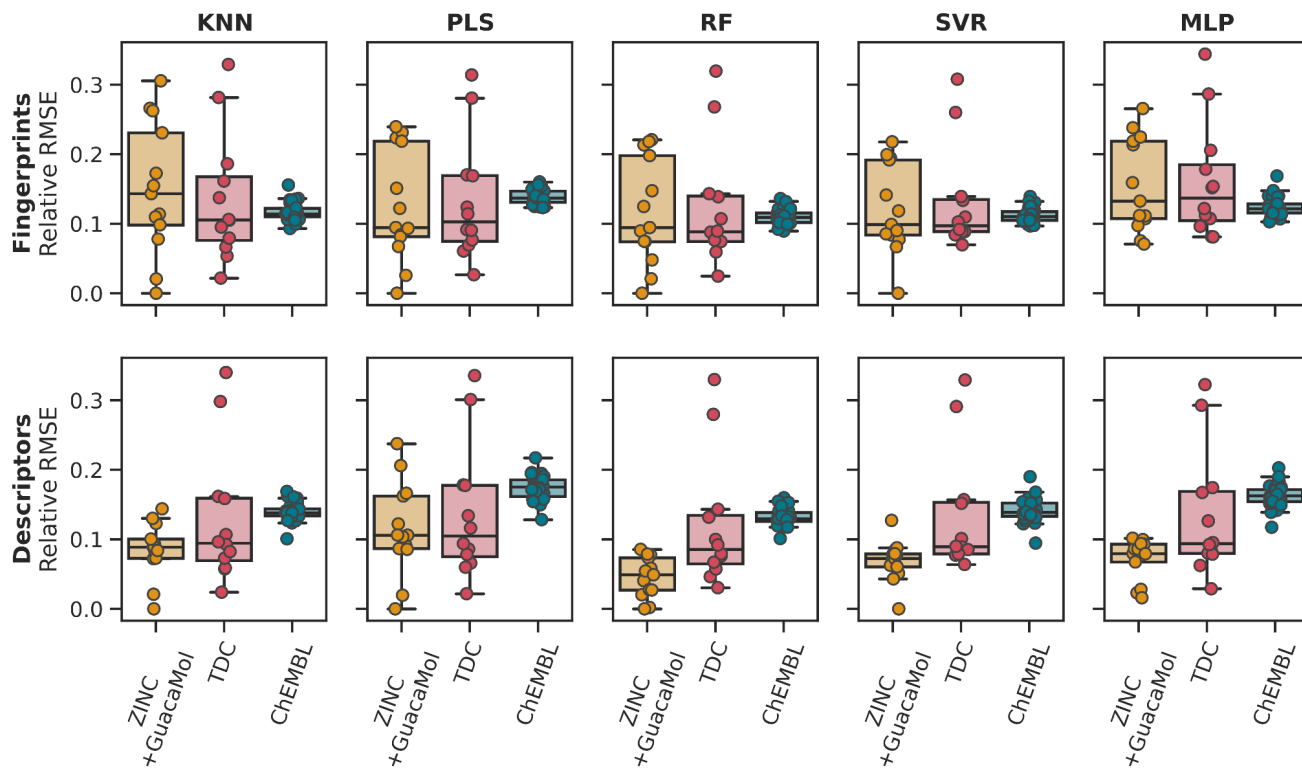 KNN PLS RF SVR MLP
Fingerprints
Relative RMSE
0.3
0.2
0.1
0.0
Descriptors
Relative RMSE
0.3
0.2
0.1
0.0
ZINC
+GuacaMol
TDC
ChEMBL
ZINC
+GuacaMol
TDC
ChEMBL
ZINC
+GuacaMol
TDC
ChEMBL
ZINC
+GuacaMol
TDC
ChEMBL
ZINC
+GuacaMol
TDC
ChEMBL